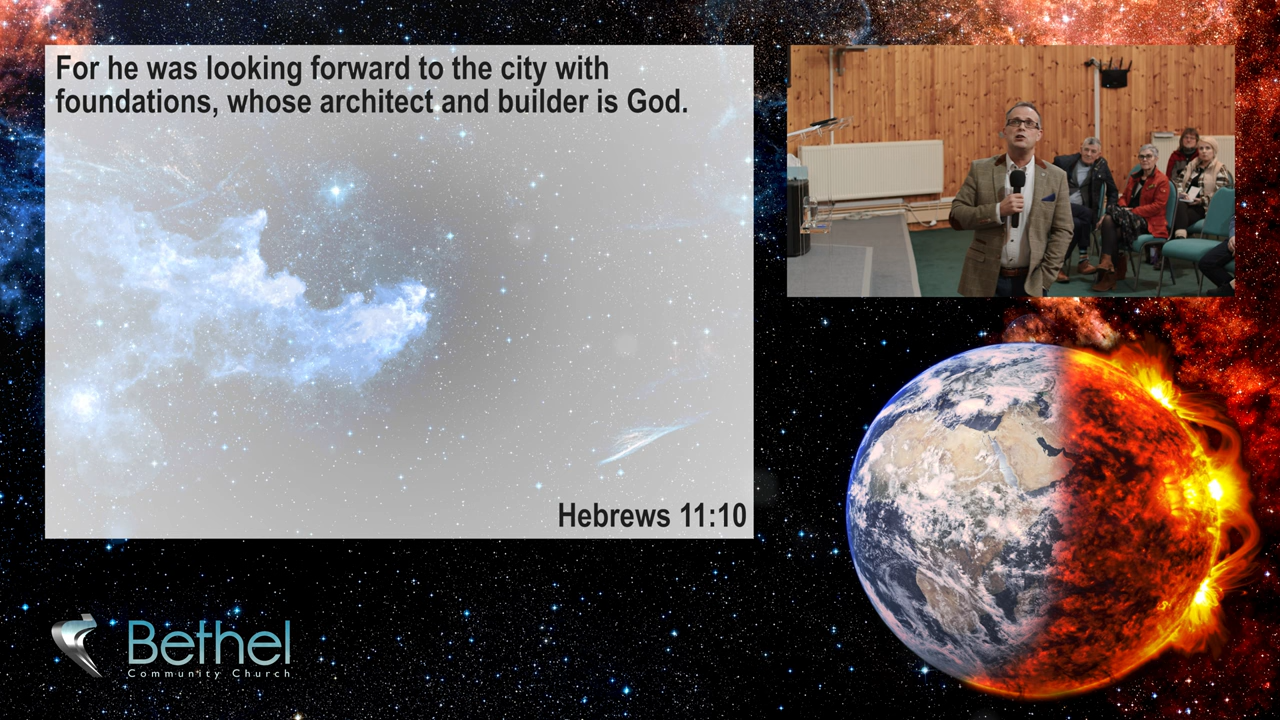 For he was looking forward to the city with
foundations, whose architect and builder is God.
Hebrews 11:10
Bethel
Community Church